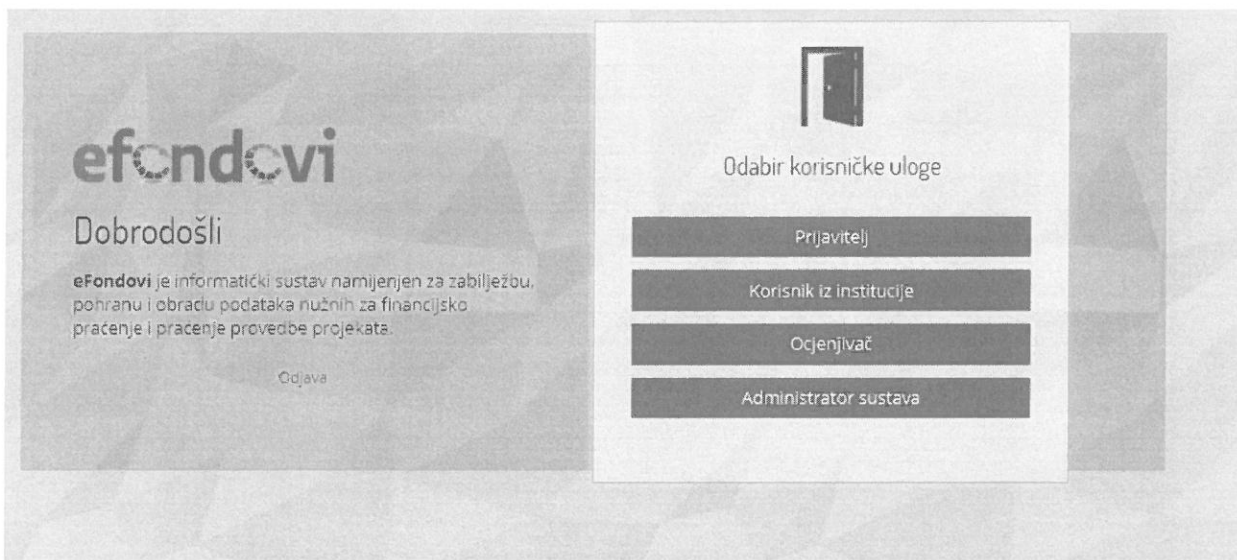 efondovi
Dobrodošli
eFondovi je informatički sustav namijenjen za zabilježbu,
pohranu i obradu podataka nužnih za financijsko
praćenje i praćenje provedbe projekata.
Odjava
Odabir korisničke uloge
Prijavitelj
Korisnik iz institucije
Ocjenjivač
Administrator sustava